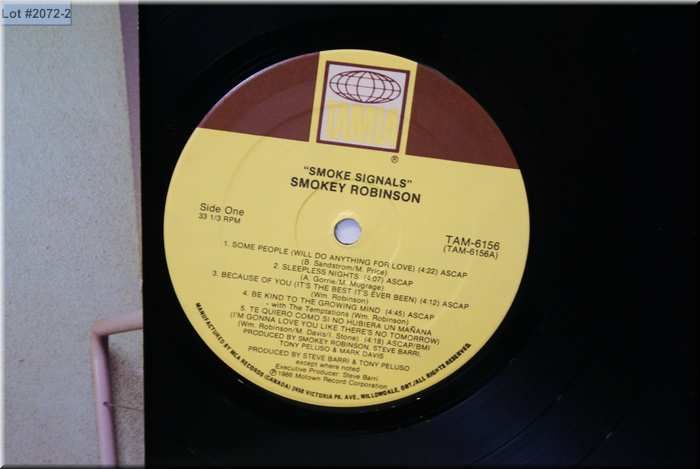 Lot #2072-2
TAMLA
®
"SMOKE SIGNALS"
SMOKEY ROBINSON
Side One
33 1/3 RPM
TAM-6156
(TAM-6156A)
1. SOME PEOPLE (WILL DO ANYTHING FOR LOVE) (4:22) ASCAP
(B. Sandstrom/M. Price)
2. SLEEPLESS NIGHTS (4:07) ASCAP
(A. Gorrie/M. Mugrage)
3. BECAUSE OF YOU (IT'S THE BEST IT'S EVER BEEN) (4:12) ASCAP
(Wm. Robinson)
4. BE KIND TO THE GROWING MIND (4:45) ASCAP
- with The Temptations (Wm. Robinson)
5. TE QUIERO COMO SI NO HUBIERA UN MAÑANA
(I'M GONNA LOVE YOU LIKE THERE'S NO TOMORROW)
(Wm. Robinson/M. Davis/I. Stone) (4:18) ASCAP/BMI
PRODUCED BY SMOKEY ROBINSON, STEVE BARRI,
TONY PELUSO & MARK DAVIS
PRODUCED BY STEVE BARRI & TONY PELUSO
except where noted
Executive Producer: Steve Barri
℗ 1986 Motown Record Corporation
MANUFACTURED BY MCA RECORDS (CANADA) 2450 VICTORIA PK. AVE., WILLOWDALE, ONT./ALL RIGHTS RESERVED.